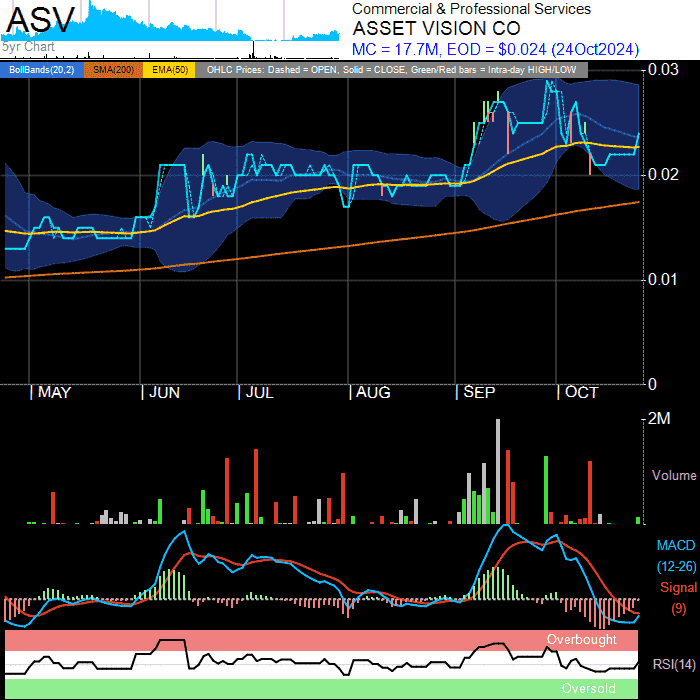 ASV
5yr Chart
Commercial & Professional Services
ASSET VISION CO
MC = 17.7M, EOD = $0.024 (24Oct2024)
BollBands(20,2) SMA(200) EMA(50) OHLC Prices: Dashed = OPEN, Solid = CLOSE, Green/Red bars = Intra-day HIGH/LOW
0.03
0.02
0.01
0
MAY JUN JUL AUG SEP OCT
2M
Volume
MACD
(12-26)
Signal
(9)
Overbought
RSI(14)
Oversold